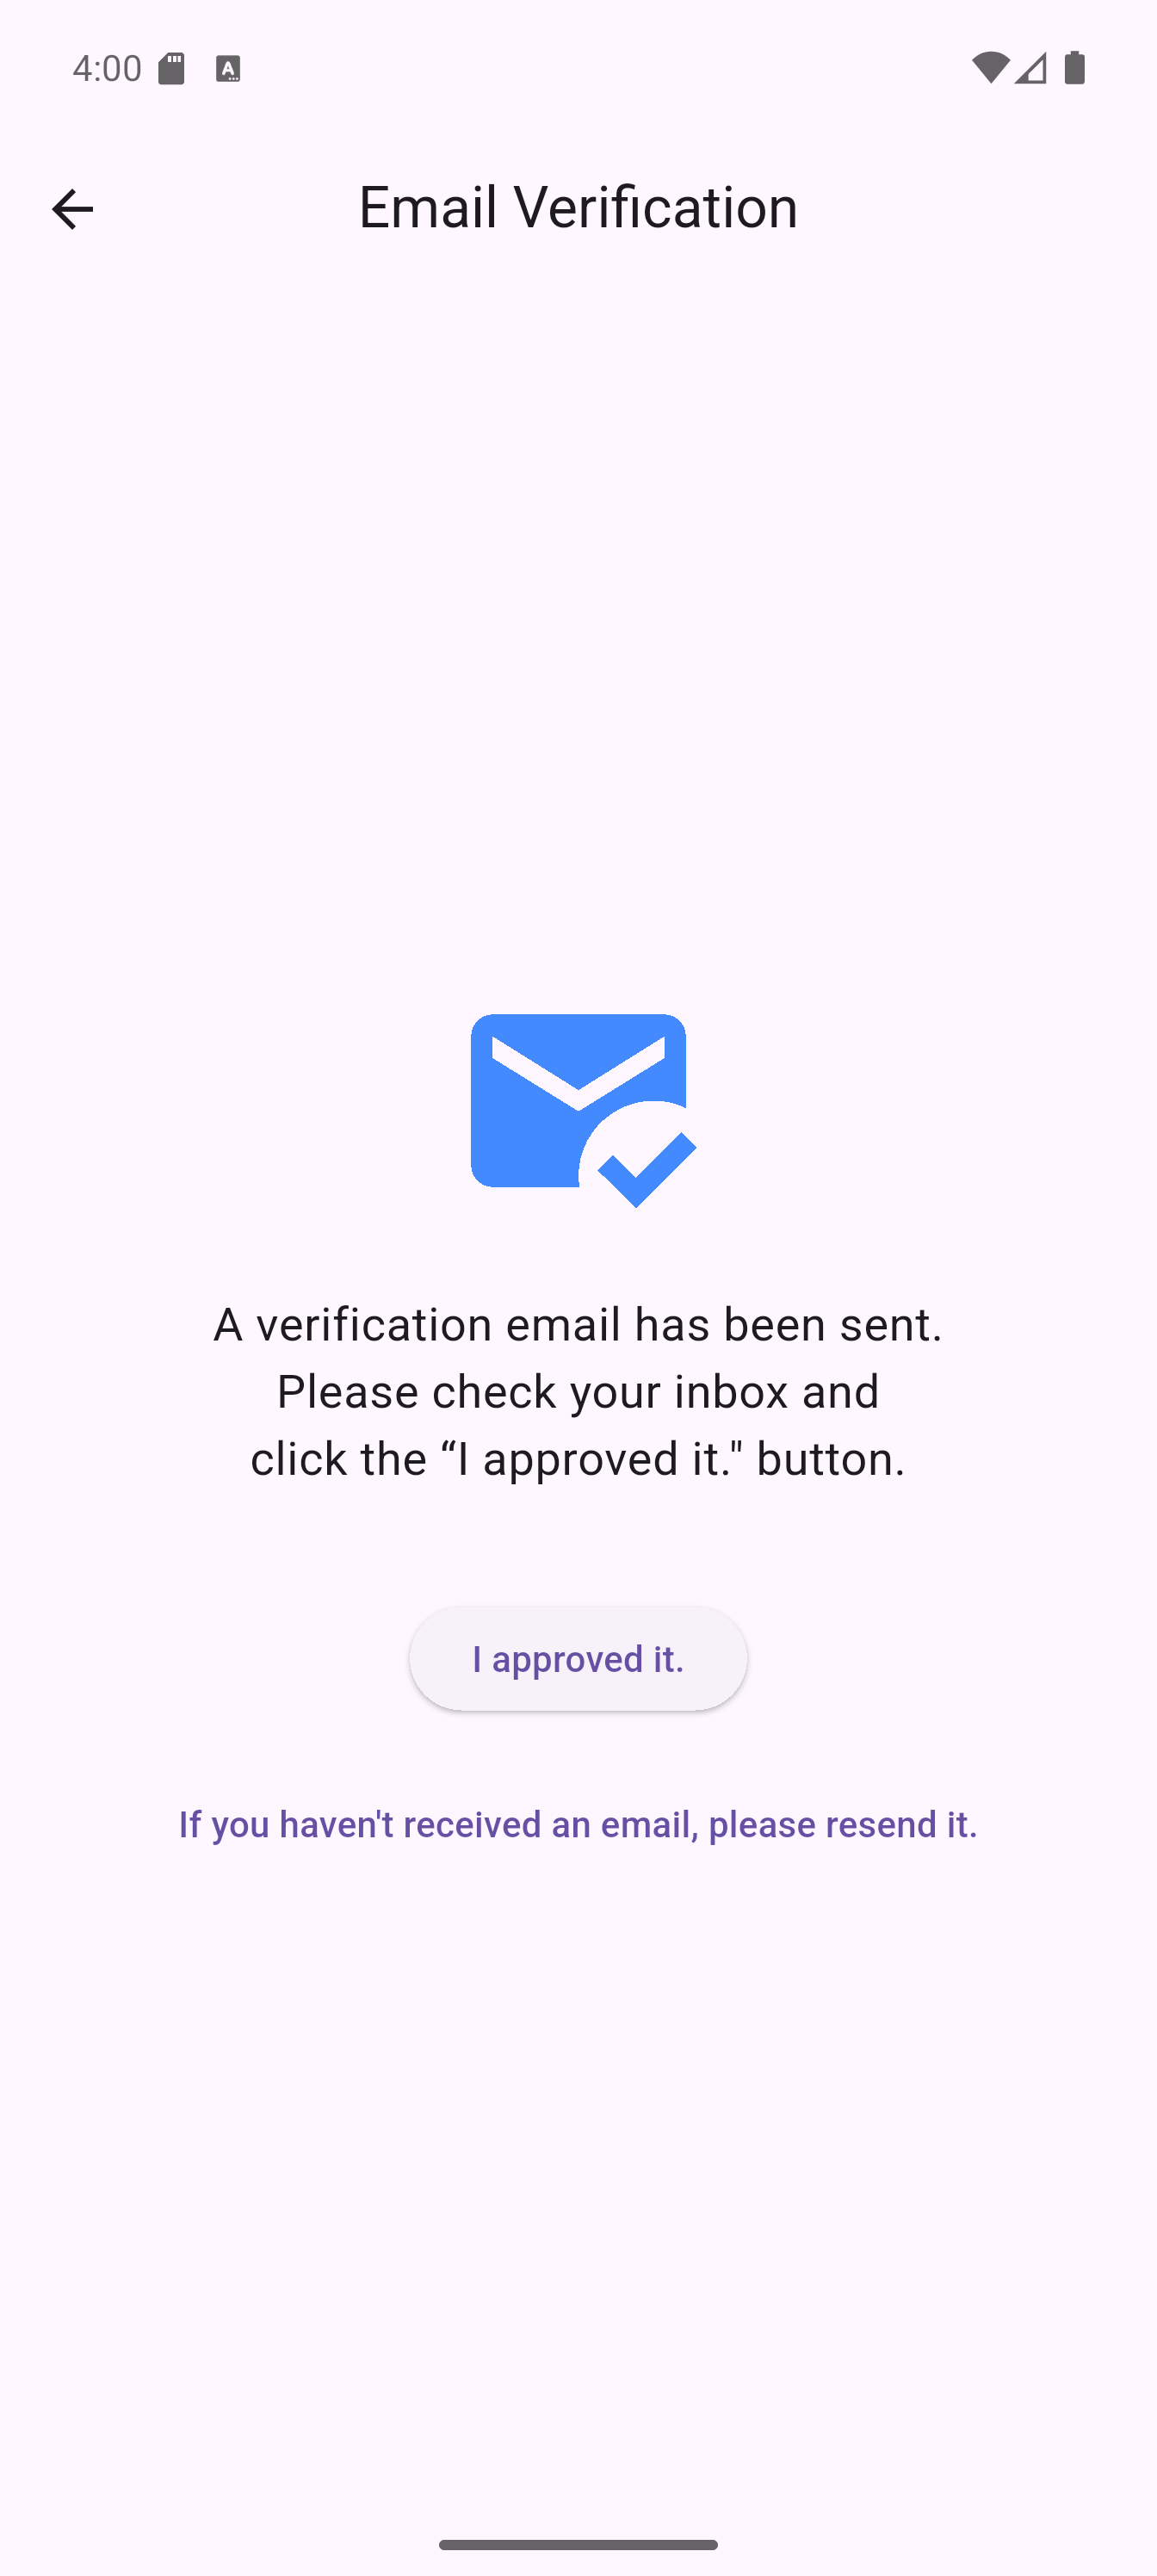 4:00
Email Verification
A verification email has been sent.
Please check your inbox and
click the “I approved it." button.
I approved it.
If you haven't received an email, please resend it.